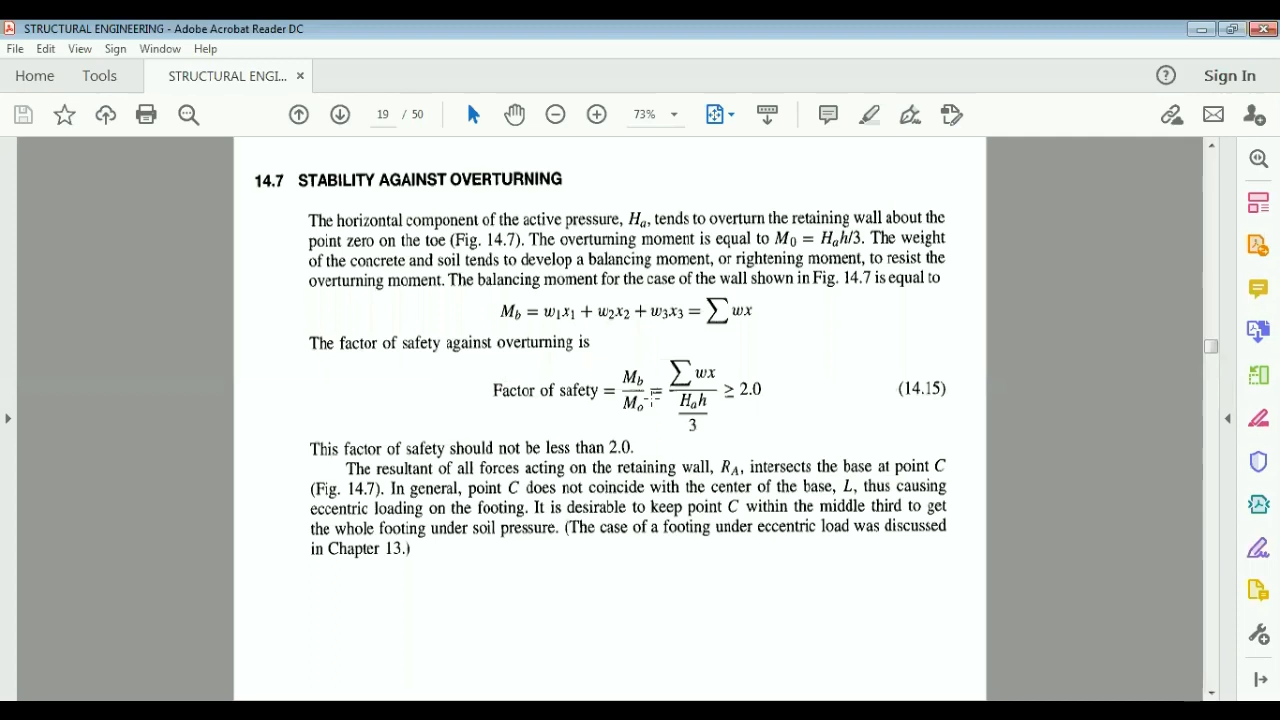 STRUCTURAL ENGINEERING - Adobe Acrobat Reader DC
File Edit View Sign Window Help
Home Tools STRUCTURAL ENGI... × Sign In
19 / 50 73%
14.7 STABILITY AGAINST OVERTURNING
The horizontal component of the active pressure, Hₐ, tends to overturn the retaining wall about the
point zero on the toe (Fig. 14.7). The overturning moment is equal to M₀ = Hₐh/3. The weight
of the concrete and soil tends to develop a balancing moment, or rightening moment, to resist the
overturning moment. The balancing moment for the case of the wall shown in Fig. 14.7 is equal to
M_b = w₁x₁ + w₂x₂ + w₃x₃ = ∑ wx
The factor of safety against overturning is
Factor of safety = M_b / M_o = ∑ wx / (Hₐh / 3) ≥ 2.0 (14.15)
This factor of safety should not be less than 2.0.
The resultant of all forces acting on the retaining wall, R_A, intersects the base at point C
(Fig. 14.7). In general, point C does not coincide with the center of the base, L, thus causing
eccentric loading on the footing. It is desirable to keep point C within the middle third to get
the whole footing under soil pressure. (The case of a footing under eccentric load was discussed
in Chapter 13.)